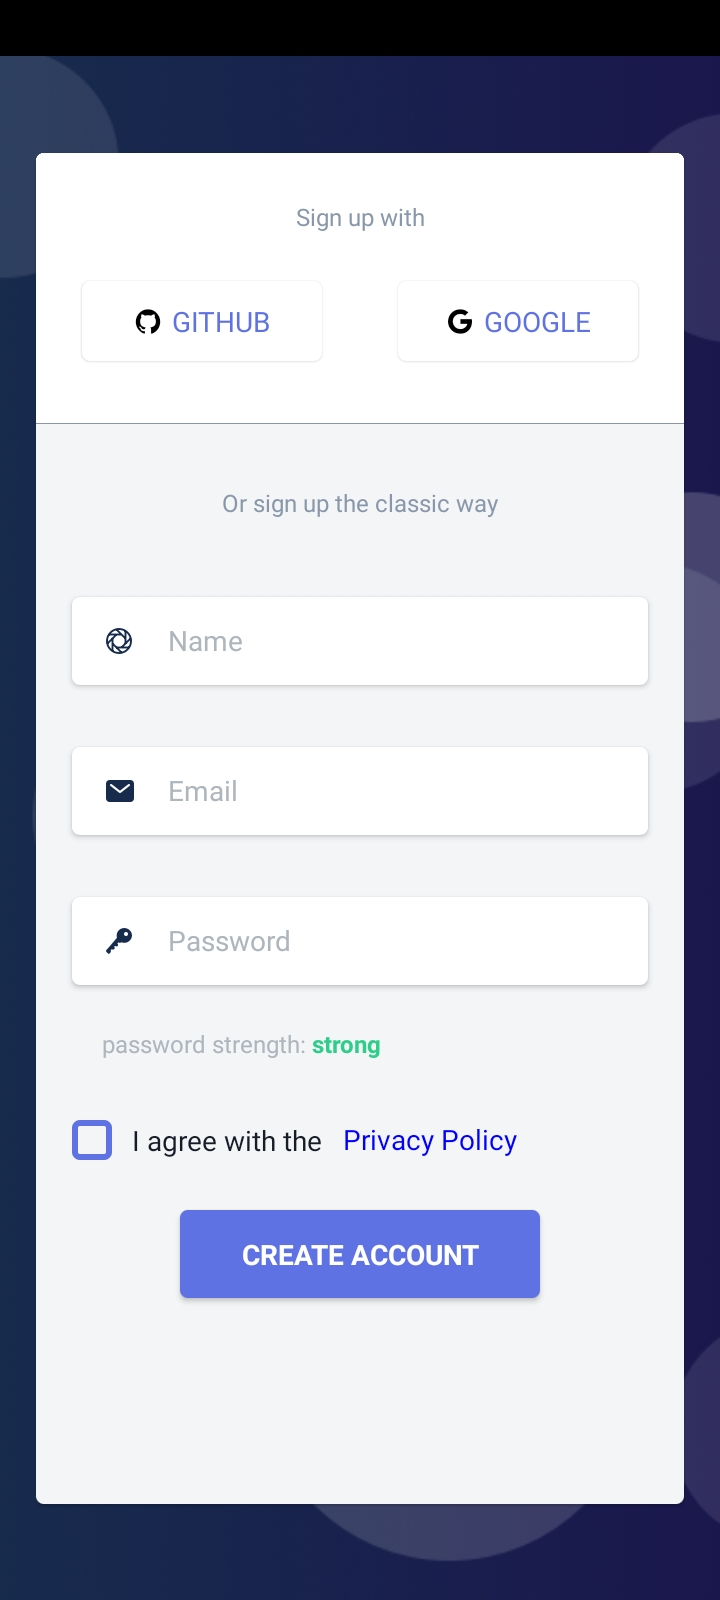 Sign up with
GITHUB
GOOGLE
Or sign up the classic way
Name
Email
Password
password strength: strong
I agree with the Privacy Policy
CREATE ACCOUNT